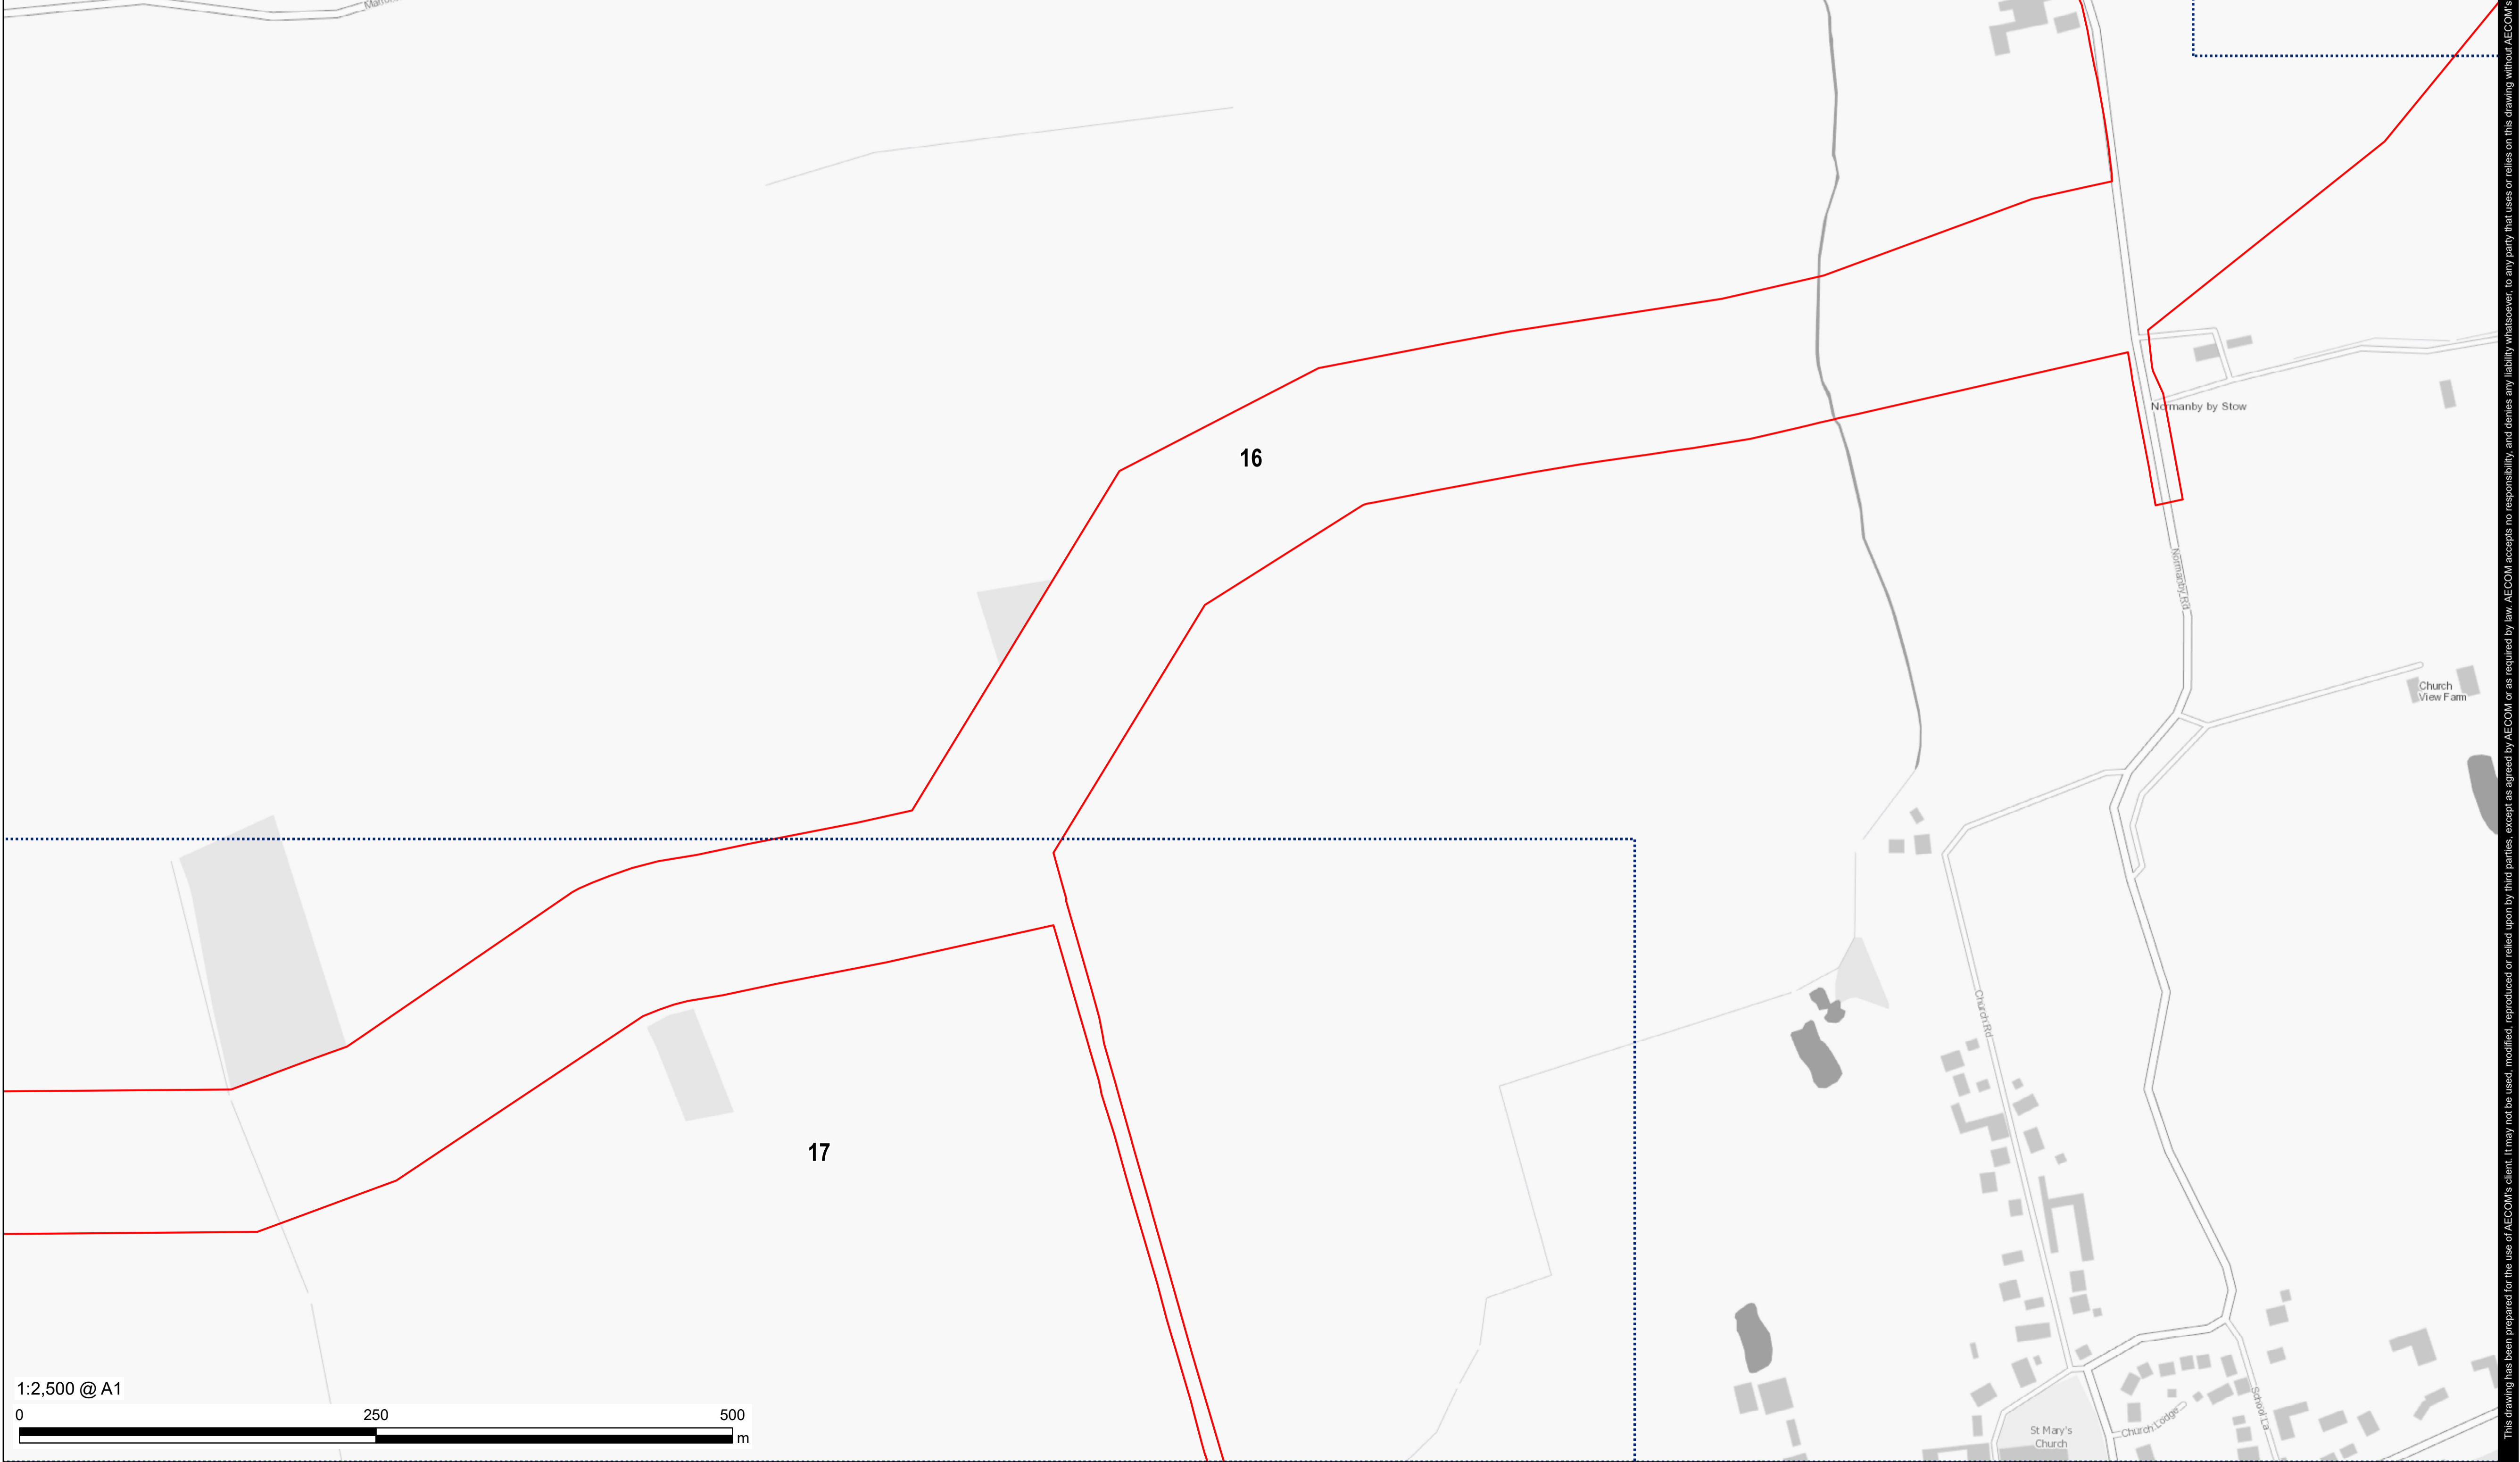 16
Normanby by Stow
Normanby Rd
Church
View Farm
Church Rd
17
1:2,500 @ A1
0 250 500
m
School La
Church Lodge
St Mary's
Church
This drawing has been prepared for the use of AECOM's client. It may not be used, modified, reproduced or relied upon by third parties, except as agreed by AECOM or as required by law. AECOM accepts no responsibility, and denies any liability whatsoever, to any party that uses or relies on this drawing without AECOM's